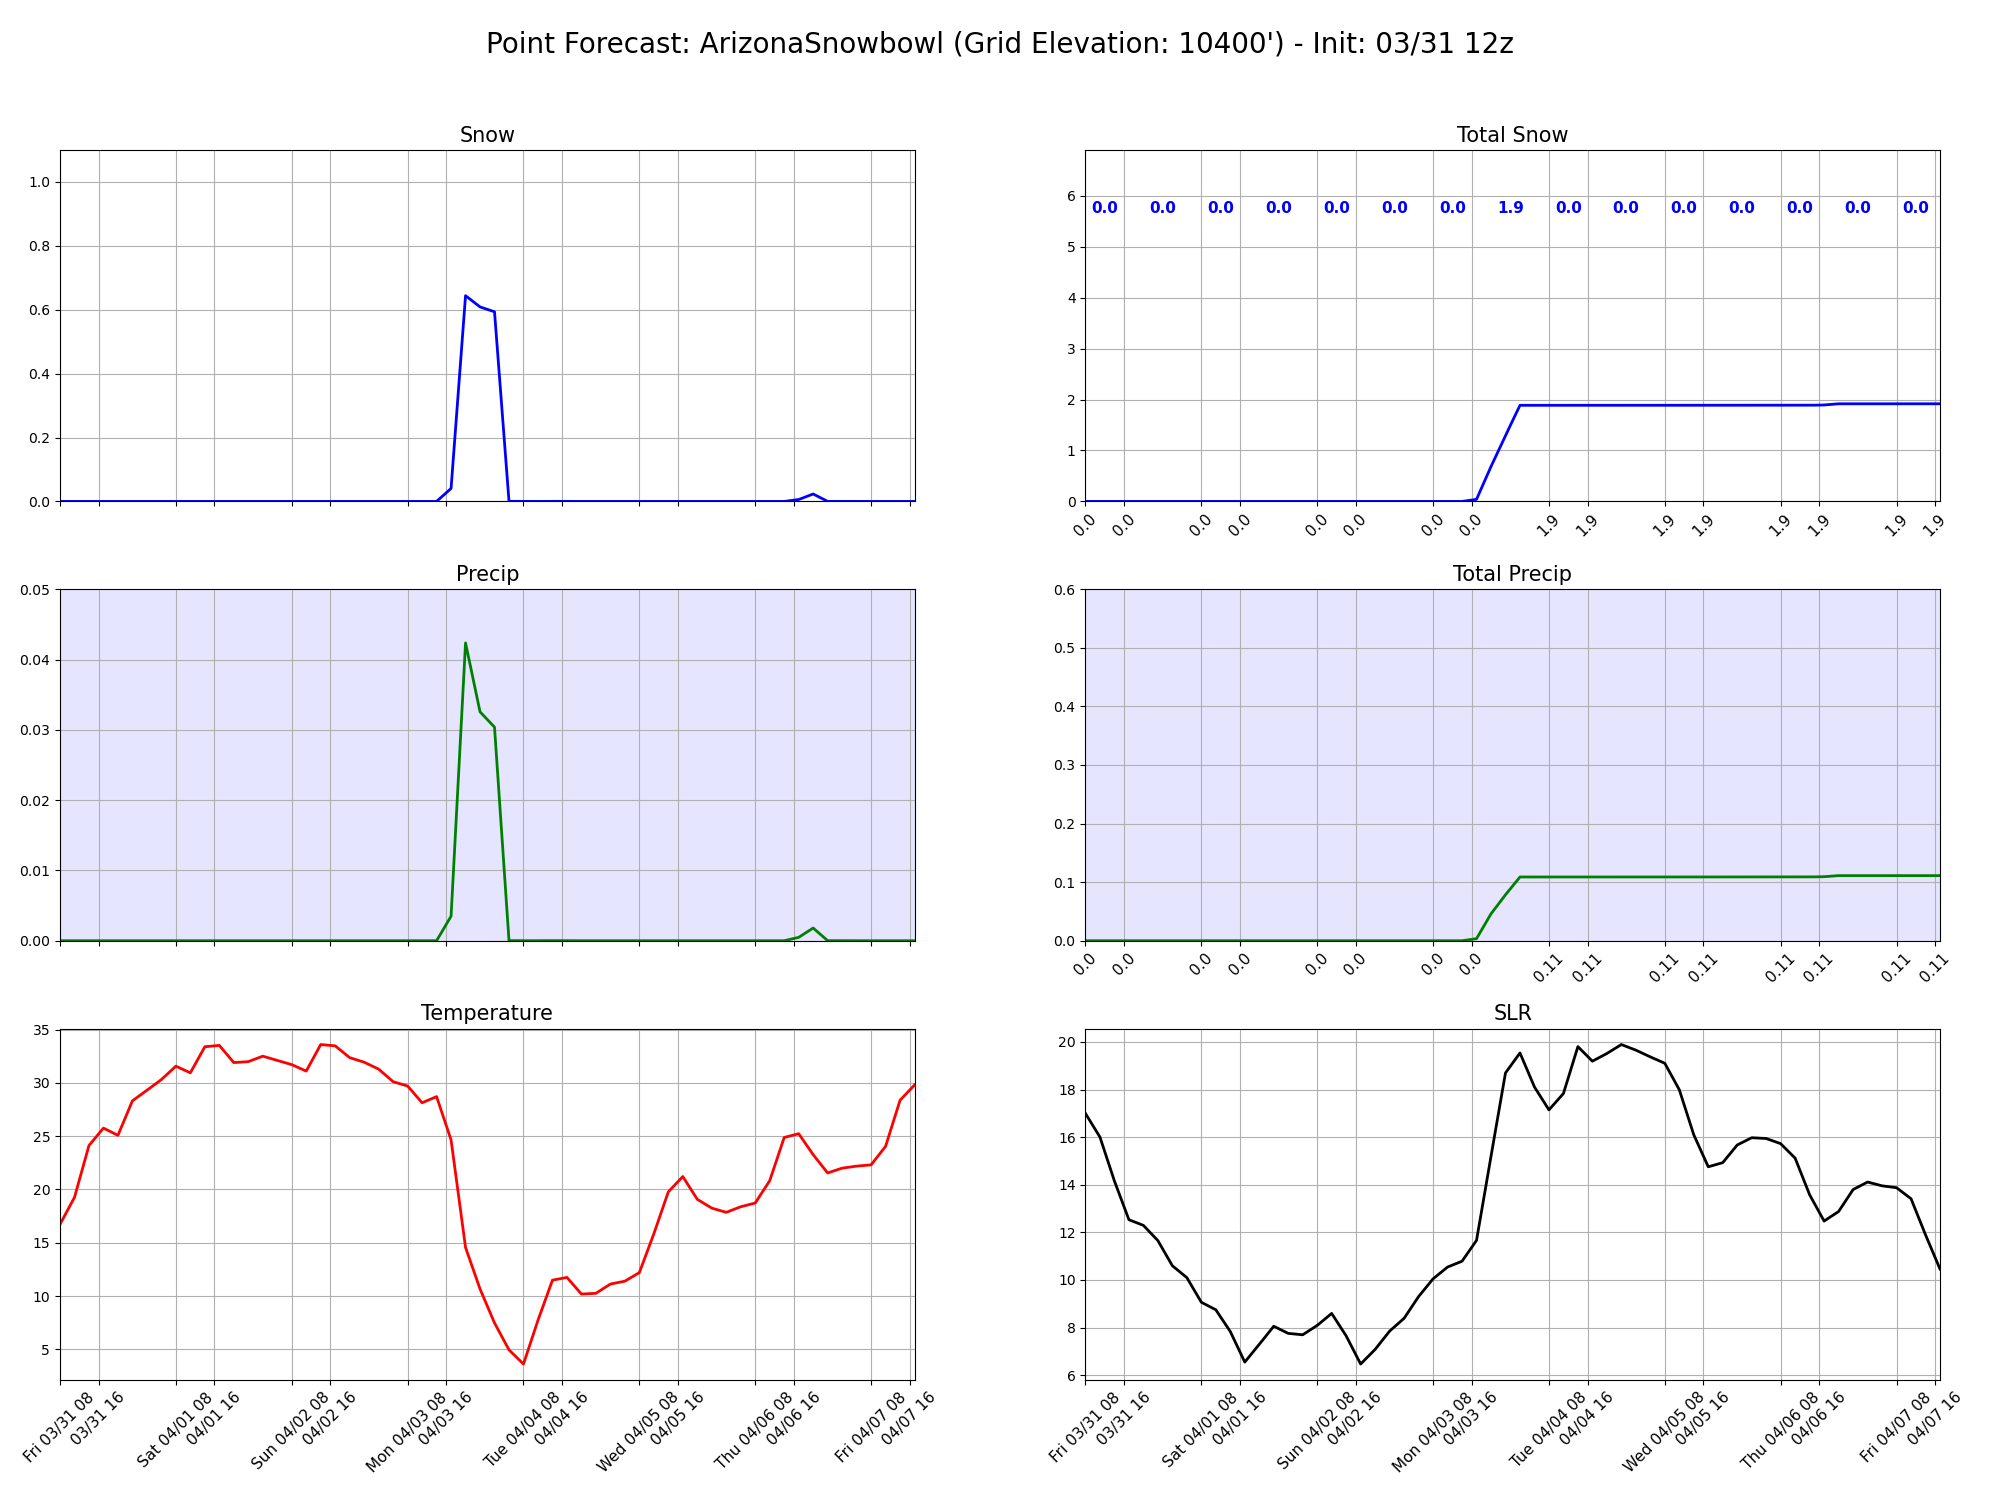 Point Forecast: ArizonaSnowbowl (Grid Elevation: 10400') - Init: 03/31 12z
Snow
1.0
0.8
0.6
0.4
0.2
0.0
Total Snow
6
5
4
3
2
1
0
0.0 0.0 0.0 0.0 0.0 0.0 0.0 1.9 0.0 0.0 0.0 0.0 0.0 0.0 0.0
0.0 0.0 0.0 0.0 0.0 0.0 0.0 0.0 1.9 1.9 1.9 1.9 1.9 1.9 1.9 1.9
Precip
0.05
0.04
0.03
0.02
0.01
0.00
Total Precip
0.6
0.5
0.4
0.3
0.2
0.1
0.0
0.0 0.0 0.0 0.0 0.0 0.0 0.0 0.0 0.11 0.11 0.11 0.11 0.11 0.11 0.11 0.11
Temperature
35
30
25
20
15
10
5
Fri 03/31 08
03/31 16
Sat 04/01 08
04/01 16
Sun 04/02 08
04/02 16
Mon 04/03 08
04/03 16
Tue 04/04 08
04/04 16
Wed 04/05 08
04/05 16
Thu 04/06 08
04/06 16
Fri 04/07 08
04/07 16
SLR
20
18
16
14
12
10
8
6
Fri 03/31 08
03/31 16
Sat 04/01 08
04/01 16
Sun 04/02 08
04/02 16
Mon 04/03 08
04/03 16
Tue 04/04 08
04/04 16
Wed 04/05 08
04/05 16
Thu 04/06 08
04/06 16
Fri 04/07 08
04/07 16